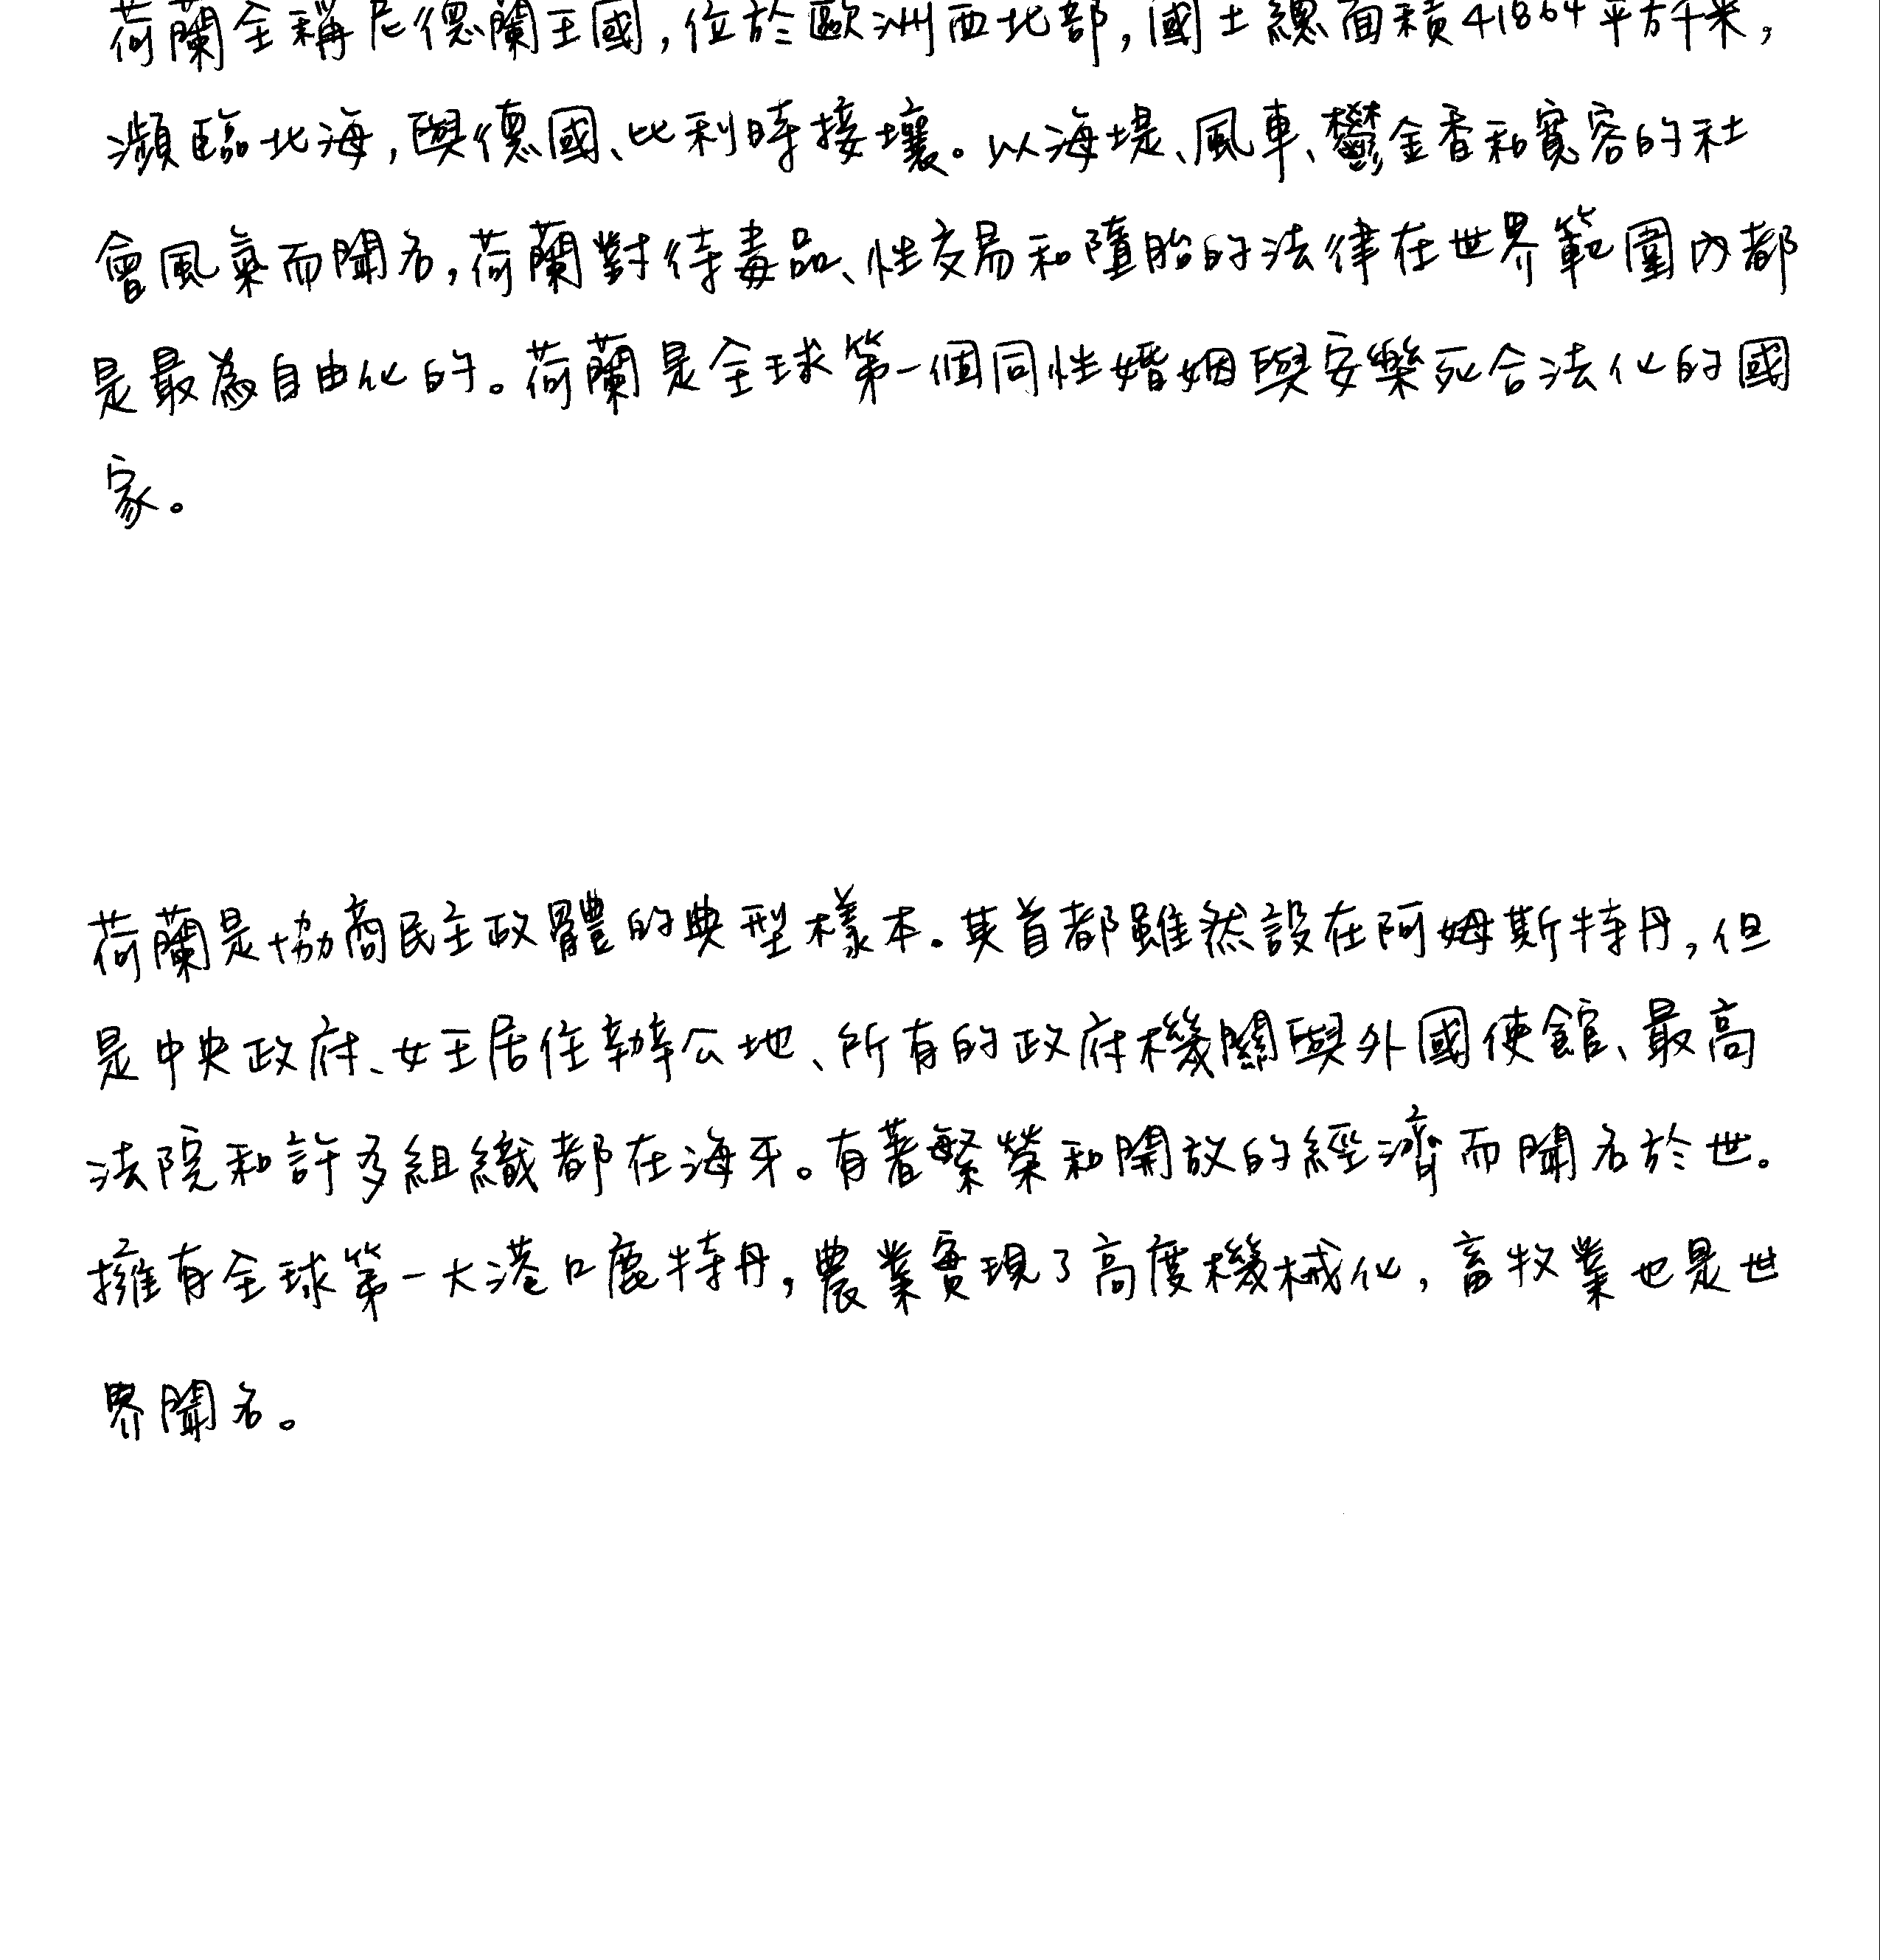 荷蘭全稱尼德蘭王國,位於歐洲西北部,國土總面積41864平方千米,
瀕臨北海,與德國、比利時接壤。以海堤、風車、鬱金香和寬容的社
會風氣而聞名,荷蘭對待毒品、性交易和墮胎的法律在世界範圍內都
是最為自由化的。荷蘭是全球第一個同性婚姻與安樂死合法化的國
家。
荷蘭是協商民主政體的典型樣本。其首都雖然設在阿姆斯特丹,但
是中央政府、女王居住辦公地、所有的政府機關與外國使館、最高
法院和許多組織都在海牙。有著繁榮和開放的經濟而聞名於世。
擁有全球第一大港口鹿特丹,農業實現了高度機械化,畜牧業也是世
界聞名。